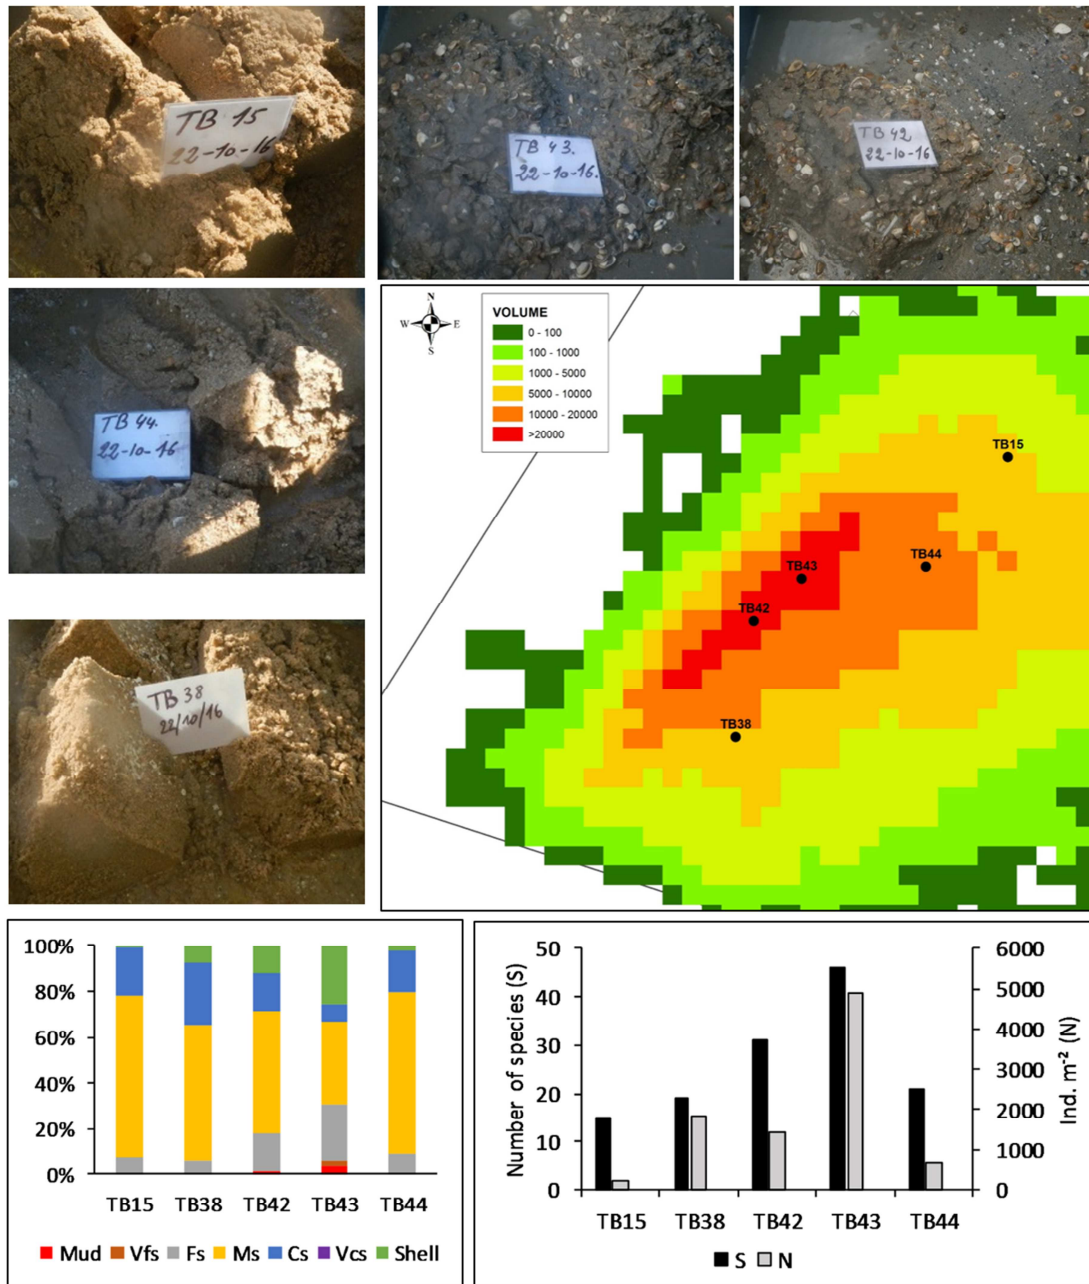 TB 15
22-10-16
TB 43.
22-10-16.
TB 42
22-10-16
TB 44.
22-10-16
TB 38
22/10/16
N
W E
S
VOLUME
0 - 100
100 - 1000
1000 - 5000
5000 - 10000
10000 - 20000
>20000
TB15
TB44
TB43
TB42
TB38
100%
80%
60%
40%
20%
0%
TB15 TB38 TB42 TB43 TB44
Mud Vfs Fs Ms Cs Vcs Shell
Number of species (S)
50
40
30
20
10
0
6000
5000
4000
3000
2000
1000
0
Ind. m⁻² (N)
TB15 TB38 TB42 TB43 TB44
S N